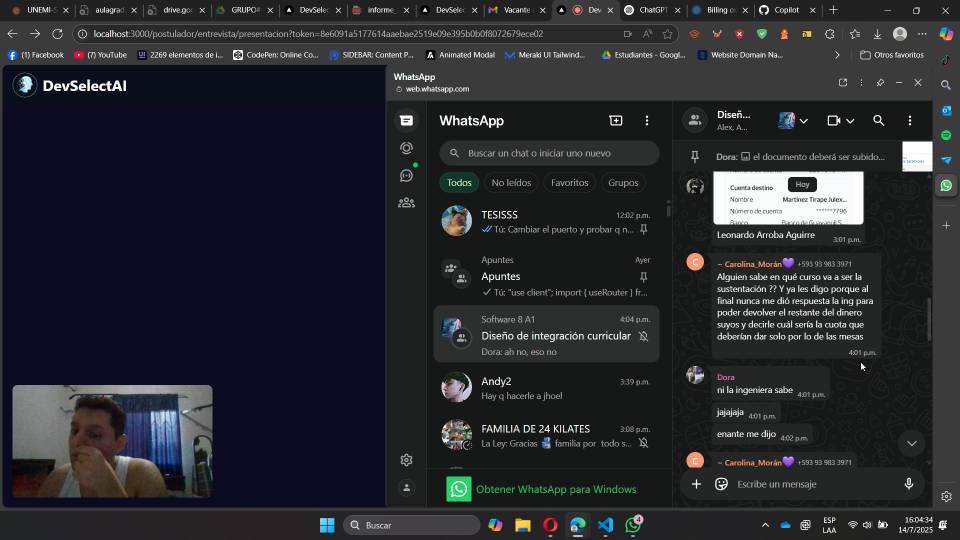 UNEMI-S
aulagrad
drive.goo
GRUPO#
DevSelec
informe_
DevSelec
Vacante
Dev
ChatGPT
Billing ov
Copilot
localhost:3000/postulador/entrevista/presentacion?token=8e6091a5177614aaebae2519e09e395b0b0f8072679ece02
(1) Facebook
(7) YouTube
2269 elementos de i...
CodePen: Online Co...
SIDEBAR: Content P...
Animated Modal
Meraki UI Tailwind...
Estudiantes - Googl...
Website Domain Na...
Otros favoritos
DevSelectAI
WhatsApp
web.whatsapp.com
WhatsApp
Buscar un chat o iniciar uno nuevo
Todos
No leídos
Favoritos
Grupos
TESISSS
12:02 p.m.
Tú: Cambiar el puerto y probar q n...
Apuntes
Ayer
Apuntes
Tú: "use client"; import { useRouter } fr...
Software 8 A1
4:04 p.m.
Diseño de integración curricular
Dora: ah no, eso no
Andy2
3:39 p.m.
Hay q hacerle a jhoel
FAMILIA DE 24 KILATES
3:08 p.m.
La Ley: Gracias familia por todo s...
Obtener WhatsApp para Windows
Diseñ...
Alex, A...
Dora: el documento deberá ser subido...
Hoy
Cuenta destino
Nombre
Martinez Tirape Julex...
Número de cuenta
******7796
Banco
Banco de Guayaquil S
Leonardo Arroba Aguirre
3:01 p.m.
~ Carolina_Morán💜 +593 93 983 3971
Alguien sabe en qué curso va a ser la
sustentación ?? Y ya les digo porque al
final nunca me dió respuesta la ing para
poder devolver el restante del dinero
suyos y decirle cuál sería la cuota que
deberían dar solo por lo de las mesas
4:01 p.m.
Dora
ni la ingeniera sabe
4:01 p.m.
jajajaja
4:01 p.m.
enante me dijo
4:02 p.m.
~ Carolina_Morán💜 +593 93 983 3971
Escribe un mensaje
Buscar
4
ESP
LAA
16:04:34
14/7/2025